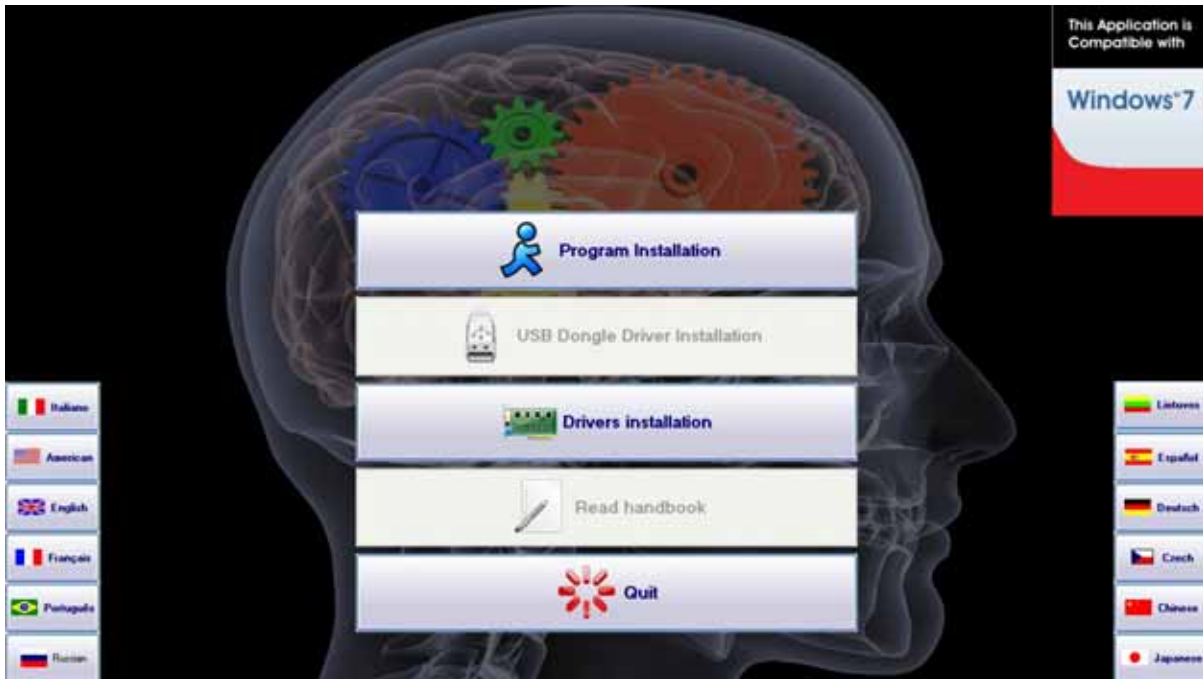 This Application is
Compatible with
Windows®7
Program Installation
USB Dongle Driver Installation
Drivers installation
Read handbook
Quit
Italiano
American
English
Français
Português
Russian
Lietuvos
Español
Deutsch
Czech
Chinese
Japanese